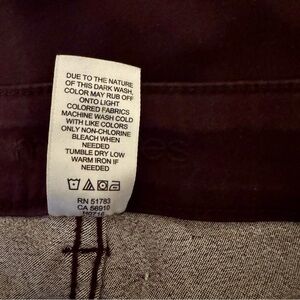 DUE TO THE NATURE
OF THIS DARK WASH,
COLOR MAY RUB OFF
ONTO LIGHT
COLORED FABRICS
MACHINE WASH COLD
WITH LIKE COLORS
ONLY NON-CHLORINE
BLEACH WHEN
NEEDED
TUMBLE DRY LOW
WARM IRON IF
NEEDED
RN 51783
CA 56910